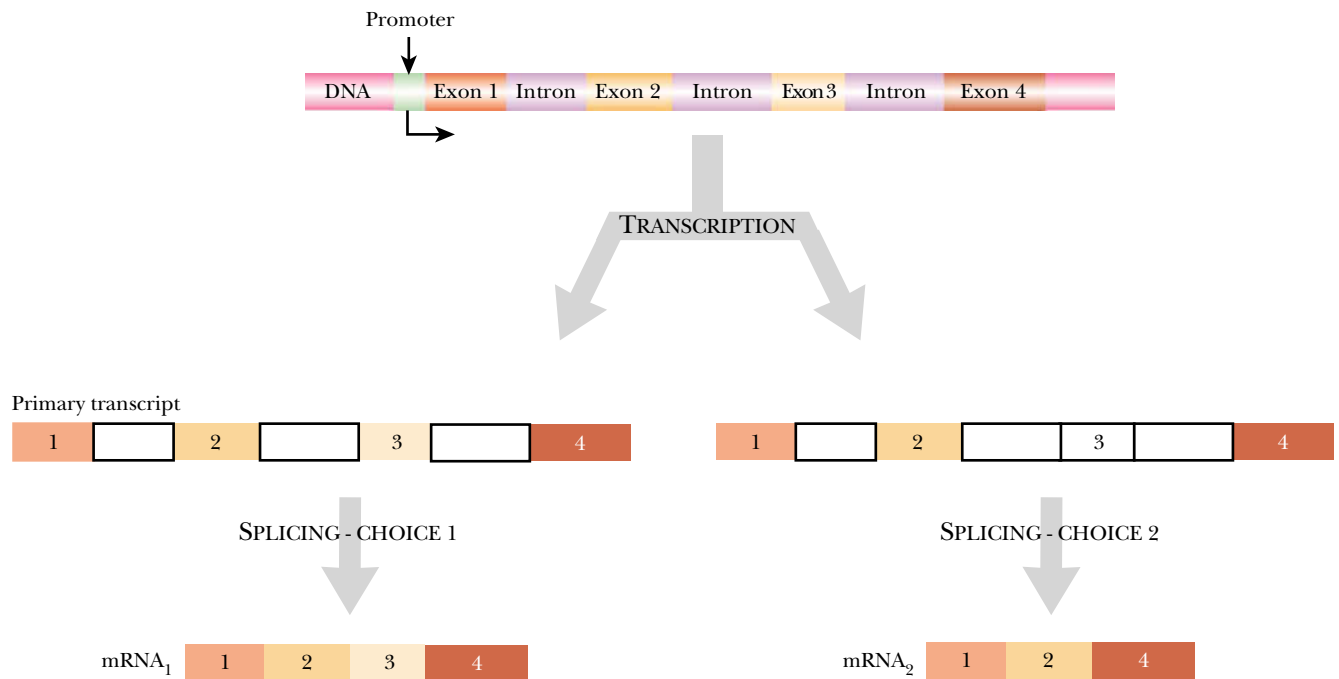 Promoter
DNA Exon 1 Intron Exon 2 Intron Exon 3 Intron Exon 4
TRANSCRIPTION
Primary transcript
1 2 3 4
1 2 3 4
SPLICING - CHOICE 1
SPLICING - CHOICE 2
mRNA1 1 2 3 4
mRNA2 1 2 4